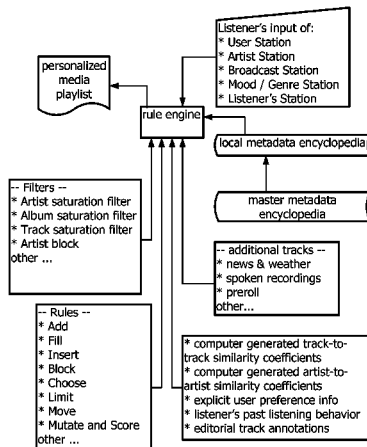 Listener's input of:
* User Station
* Artist Station
* Broadcast Station
* Mood / Genre Station
* Listener's Station
personalized
media
playlist
rule engine
local metadata encyclopedia
master metadata
encyclopedia
-- Filters --
* Artist saturation filter
* Album saturation filter
* Track saturation filter
* Artist block
other ...
-- additional tracks --
* news & weather
* spoken recordings
* preroll
other...
-- Rules --
* Add
* Fill
* Insert
* Block
* Choose
* Limit
* Move
* Mutate and Score
other ...
* computer generated track-to-
track similarity coefficients
* computer generated artist-to-
artist similarity coefficients
* explicit user preference info
* listener's past listening behavior
* editorial track annotations